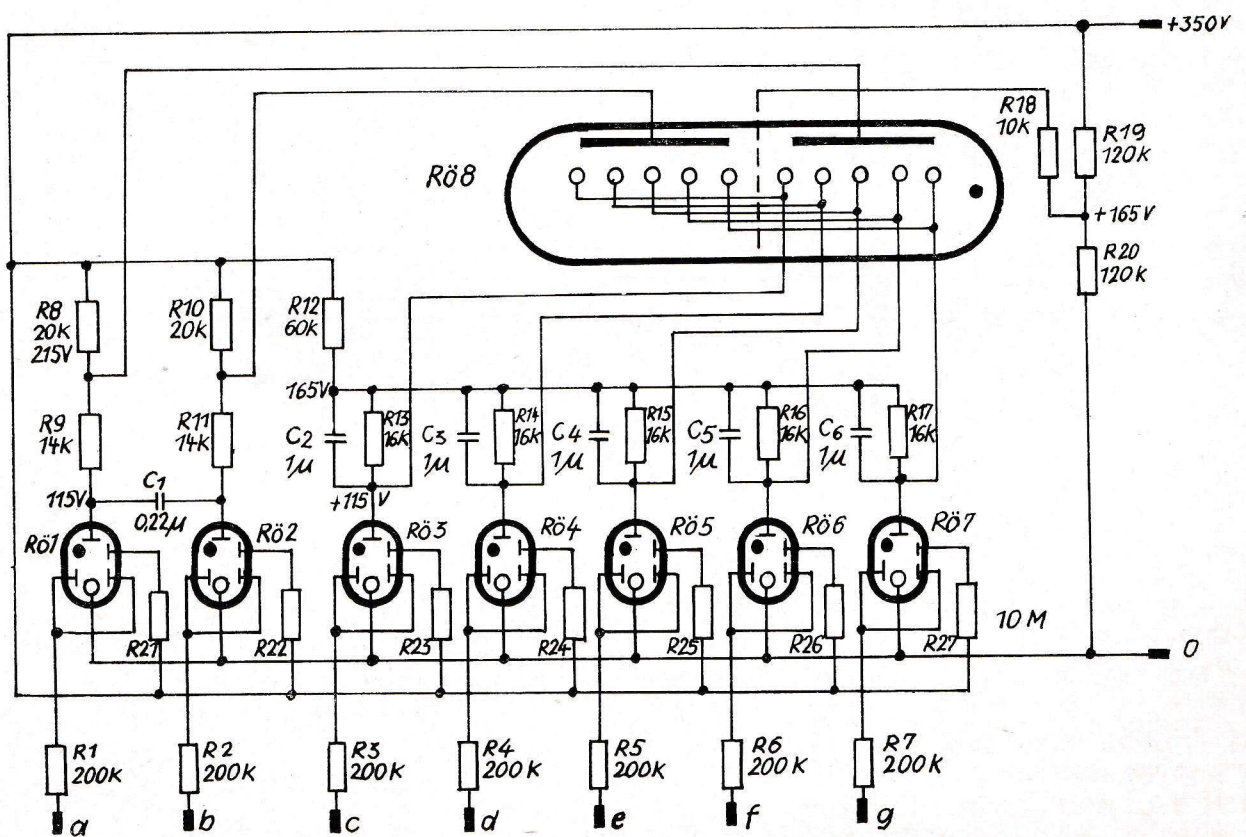 +350V
R18
10K
R19
120K
Rö8
+165V
R20
120K
R8
20K
215V
R10
20K
R12
60K
165V
R9
14K
R11
14K
C2
1µ
R13
16K
C3
1µ
R14
16K
C4
1µ
R15
16K
C5
1µ
R16
16K
C6
1µ
R17
16K
115V
C1
0,22µ
+115V
Rö1
Rö2
Rö3
Rö4
Rö5
Rö6
Rö7
R21
R22
R23
R24
R25
R26
R27
10M
0
R1
200K
R2
200K
R3
200K
R4
200K
R5
200K
R6
200K
R7
200K
a
b
c
d
e
f
g